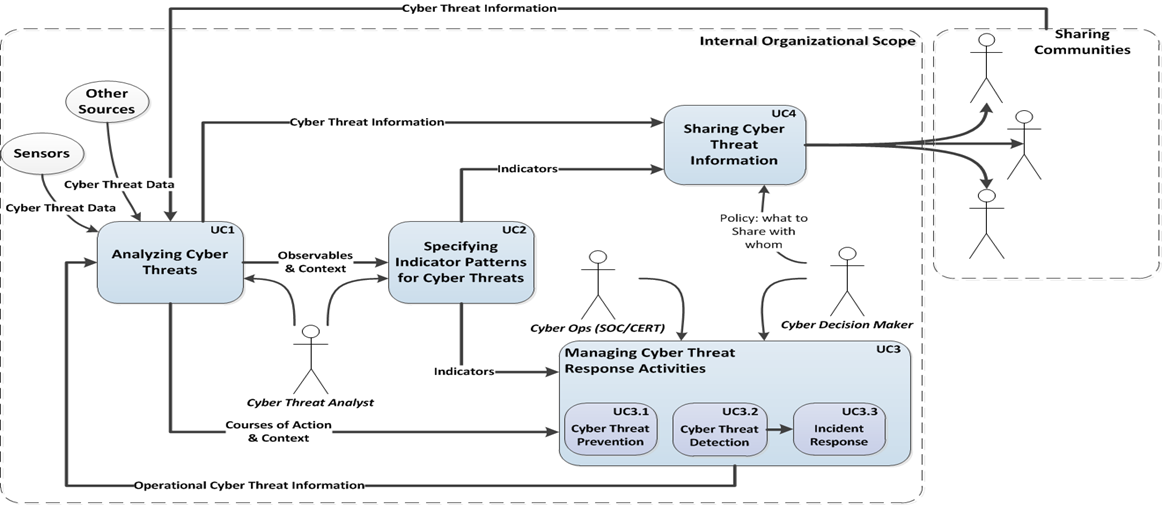 Cyber Threat Information
Internal Organizational Scope
Sharing
Communities
Other
Sources
Sensors
Cyber Threat Data
Cyber Threat Data
UC1
Analyzing Cyber
Threats
Cyber Threat Information
Indicators
UC4
Sharing Cyber
Threat
Information
Observables
& Context
UC2
Specifying
Indicator Patterns
for Cyber Threats
Policy: what to
Share with
whom
Cyber Ops (SOC/CERT)
Cyber Decision Maker
Cyber Threat Analyst
Indicators
Courses of Action
& Context
UC3
Managing Cyber Threat
Response Activities
UC3.1
Cyber Threat
Prevention
UC3.2
Cyber Threat
Detection
UC3.3
Incident
Response
Operational Cyber Threat Information